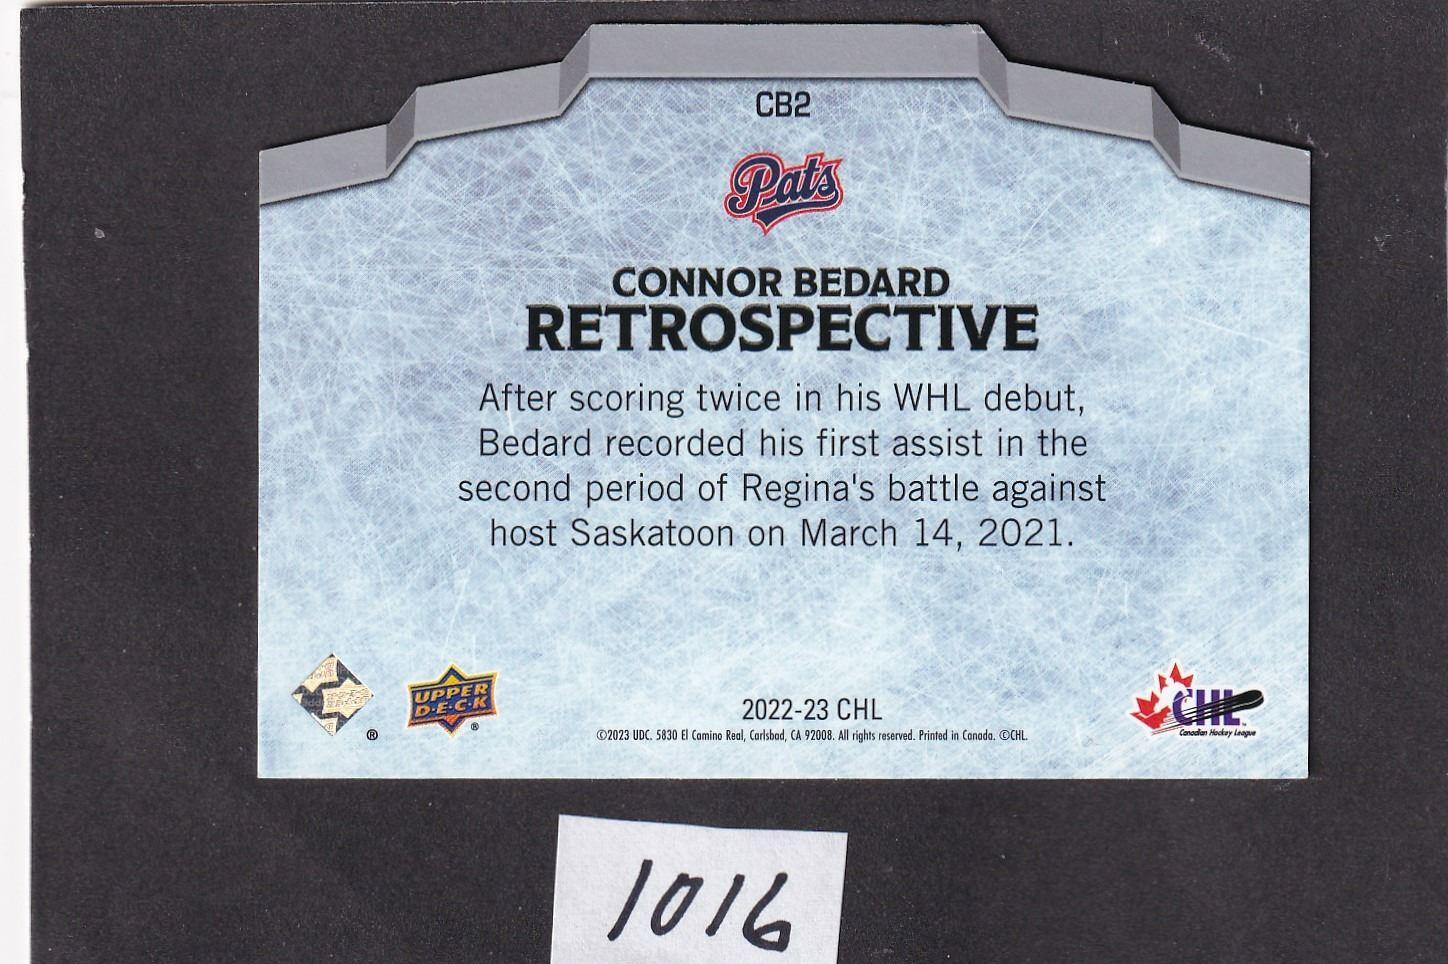 CB2
Pats
CONNOR BEDARD
RETROSPECTIVE
After scoring twice in his WHL debut,
Bedard recorded his first assist in the
second period of Regina's battle against
host Saskatoon on March 14, 2021.
®
UPPER
D·E·C·K
®
2022-23 CHL
©2023 UDC. 5830 El Camino Real, Carlsbad, CA 92008. All rights reserved. Printed in Canada. ©CHL.
CHL
Canadian Hockey League
1016